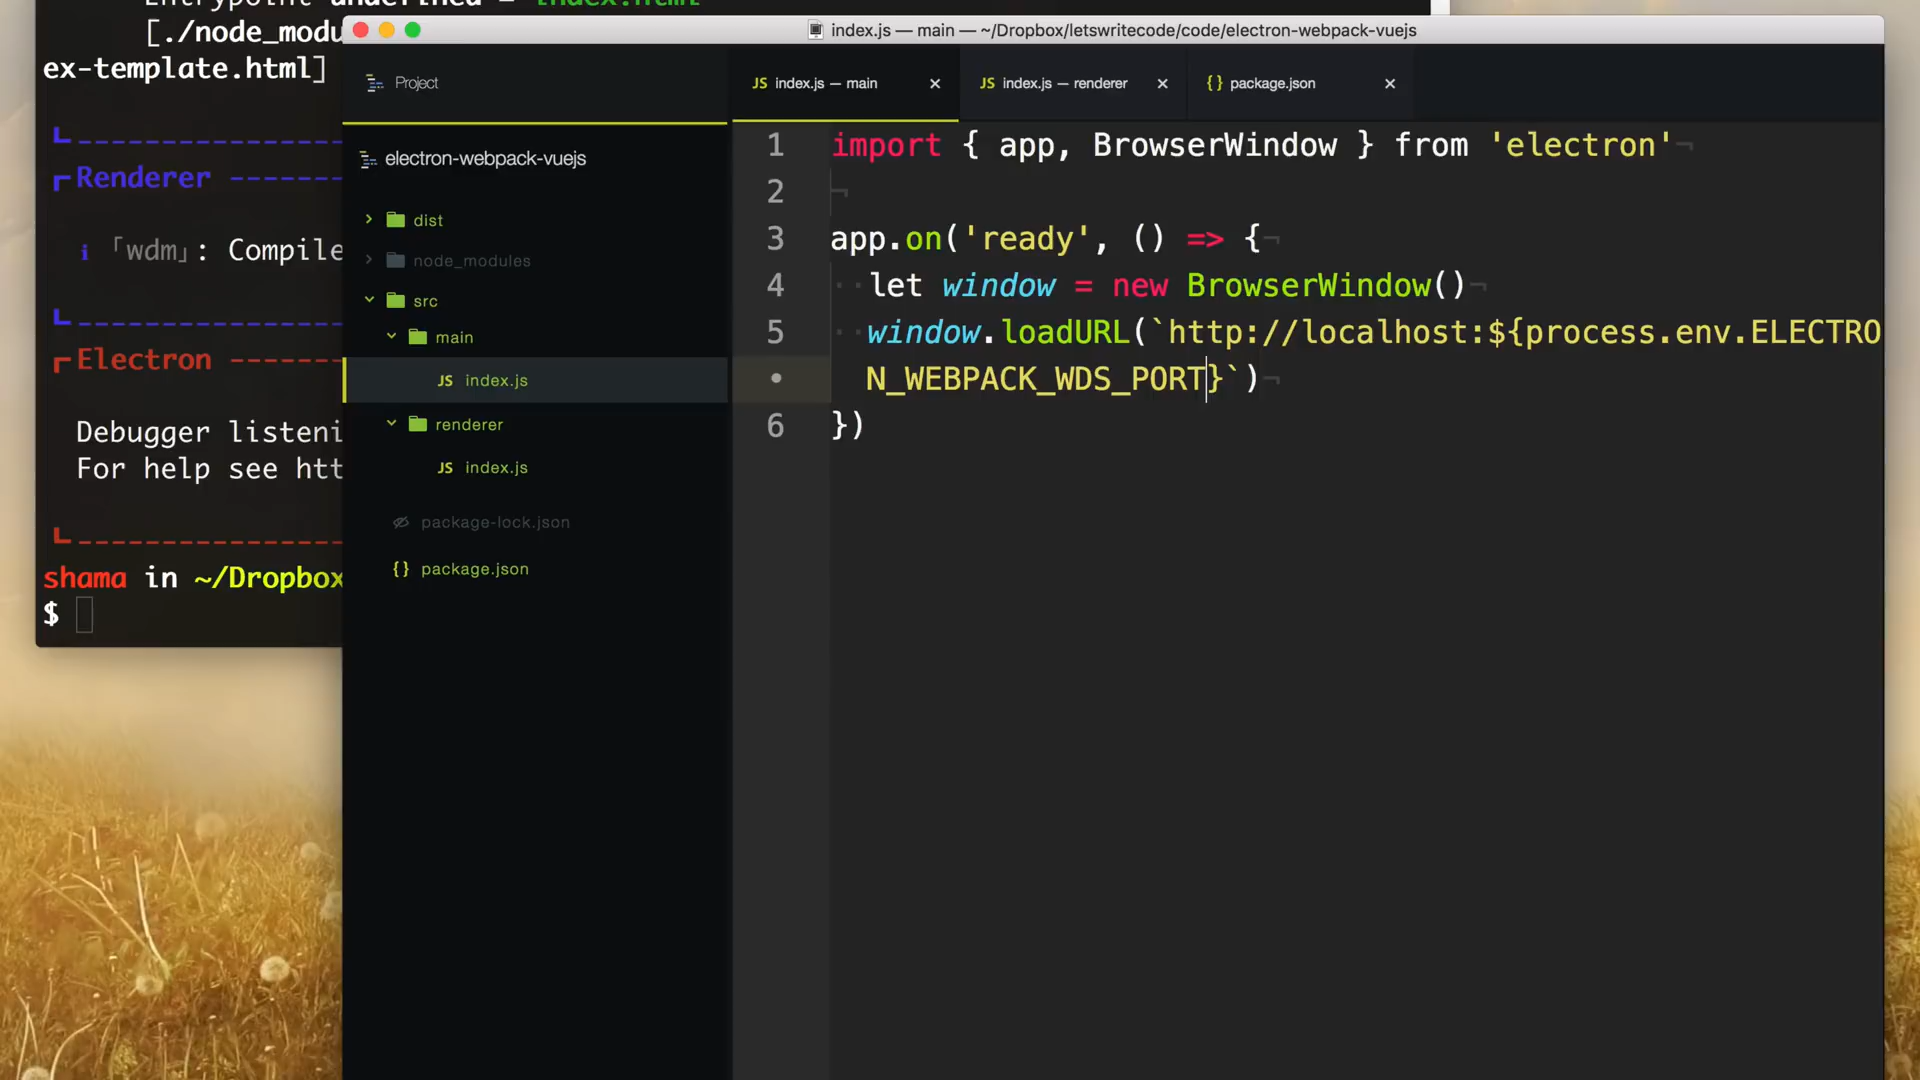 Entrypoint undefined = index.html
[./node_modu
ex-template.html]
Renderer
i ｢wdm｣: Compile
Electron
Debugger listeni
For help see htt
shama in ~/Dropbox
$
index.js — main — ~/Dropbox/letswritecode/code/electron-webpack-vuejs
Project
electron-webpack-vuejs
dist
node_modules
src
main
JS index.js
renderer
JS index.js
package-lock.json
{} package.json
JS index.js — main ×
JS index.js — renderer ×
{} package.json ×
1 import { app, BrowserWindow } from 'electron'¬
2 ¬
3 app.on('ready', () => {¬
4 ··let window = new BrowserWindow()¬
5 ··window.loadURL(`http://localhost:${process.env.ELECTRO
• N_WEBPACK_WDS_PORT}`)¬
6 })